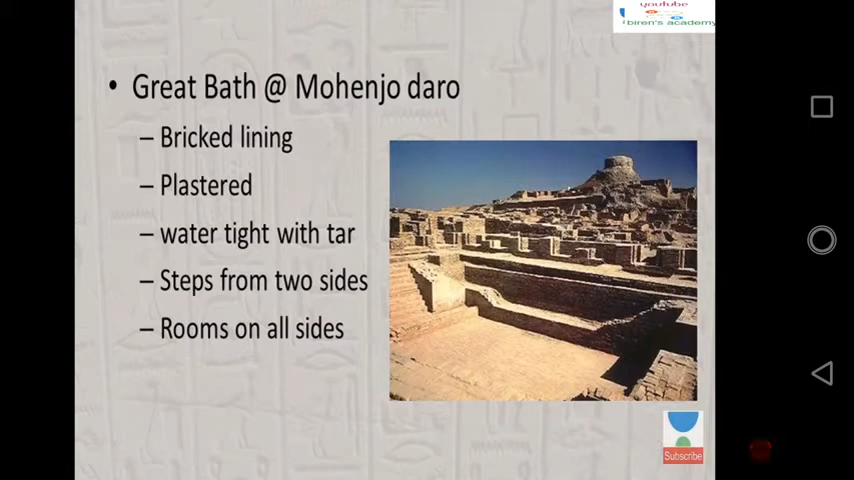 youtube
biren's academy
• Great Bath @ Mohenjo daro
– Bricked lining
– Plastered
– water tight with tar
– Steps from two sides
– Rooms on all sides
Subscribe